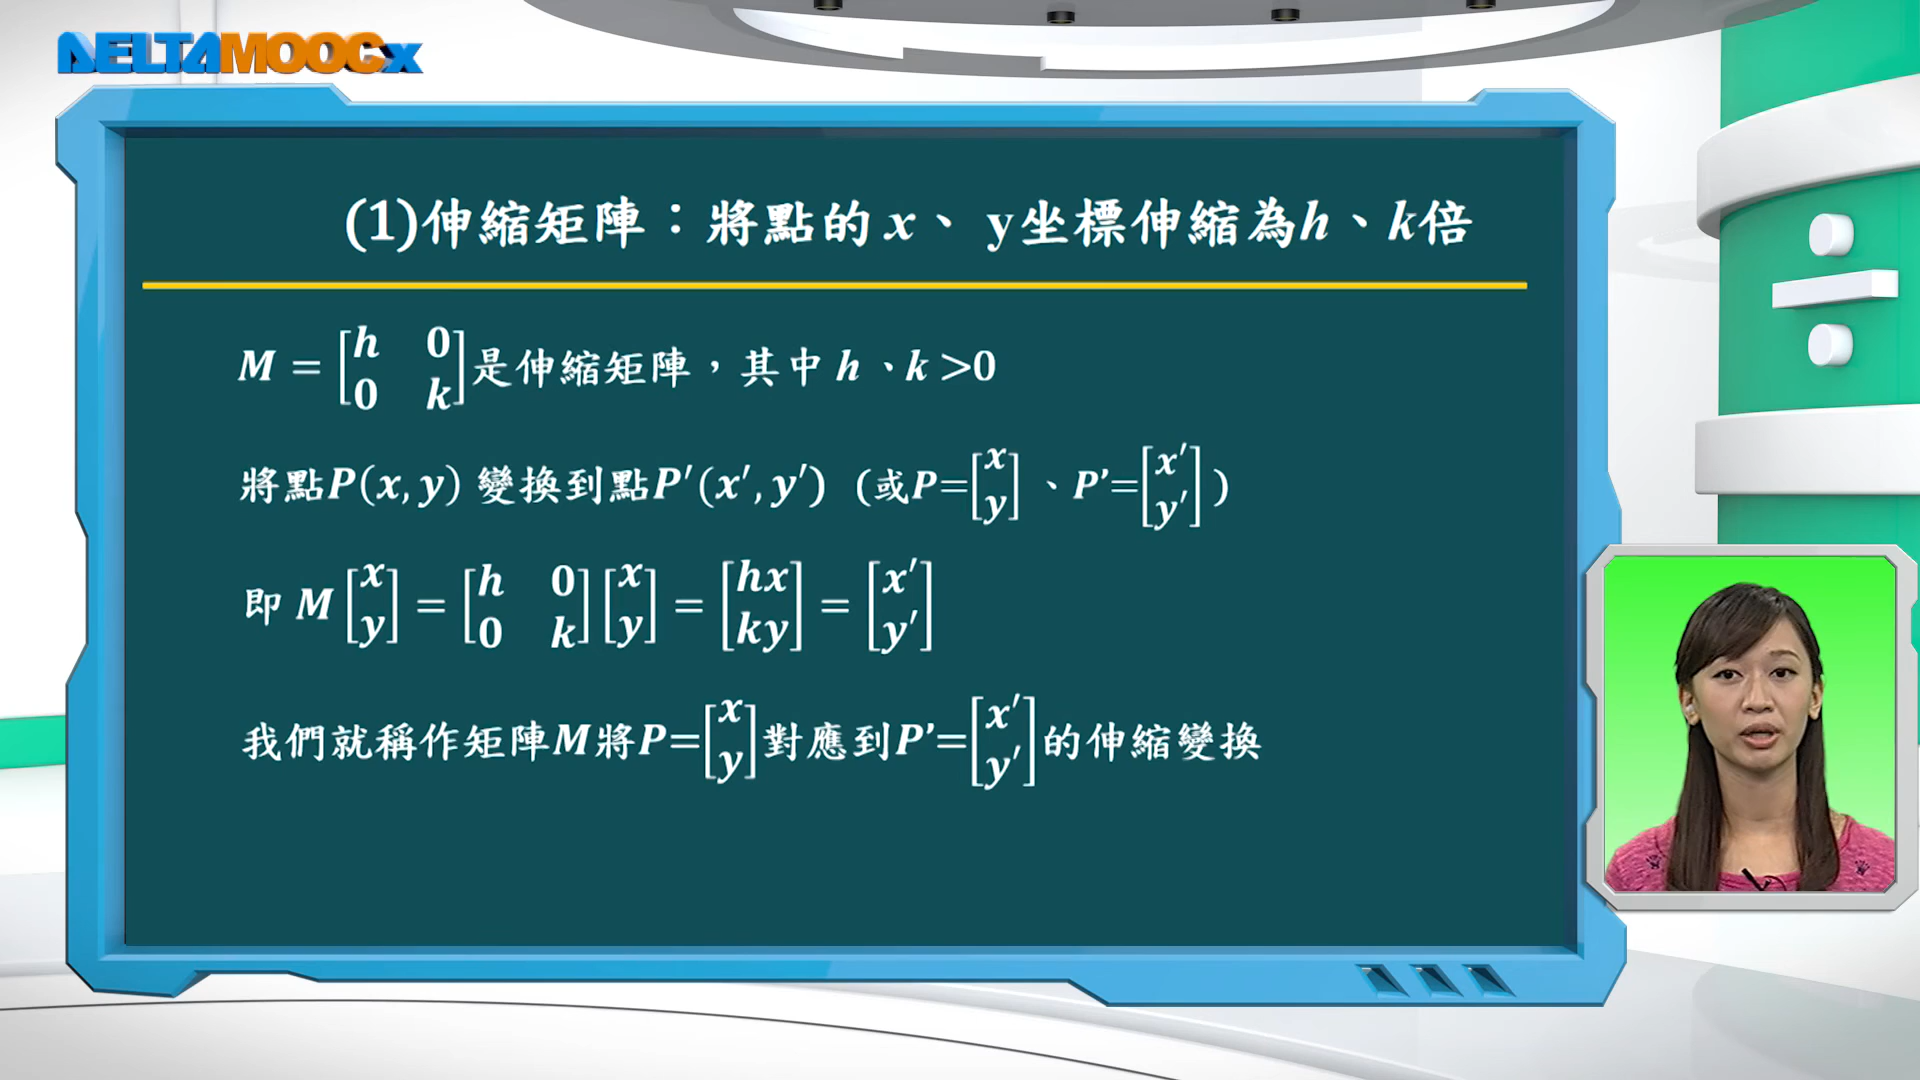 DELTAMOOCx
(1)伸縮矩陣：將點的 x、 y坐標伸縮為h、k倍
M = [h 0 0 k]是伸縮矩陣，其中 h、k >0
將點P(x, y) 變換到點P′(x′, y′) (或P=[x y]、P’=[x′ y′])
即 M[x y] = [h 0 0 k][x y] = [hx ky] = [x′ y′]
我們就稱作矩陣M將P=[x y]對應到P’=[x′ y′]的伸縮變換